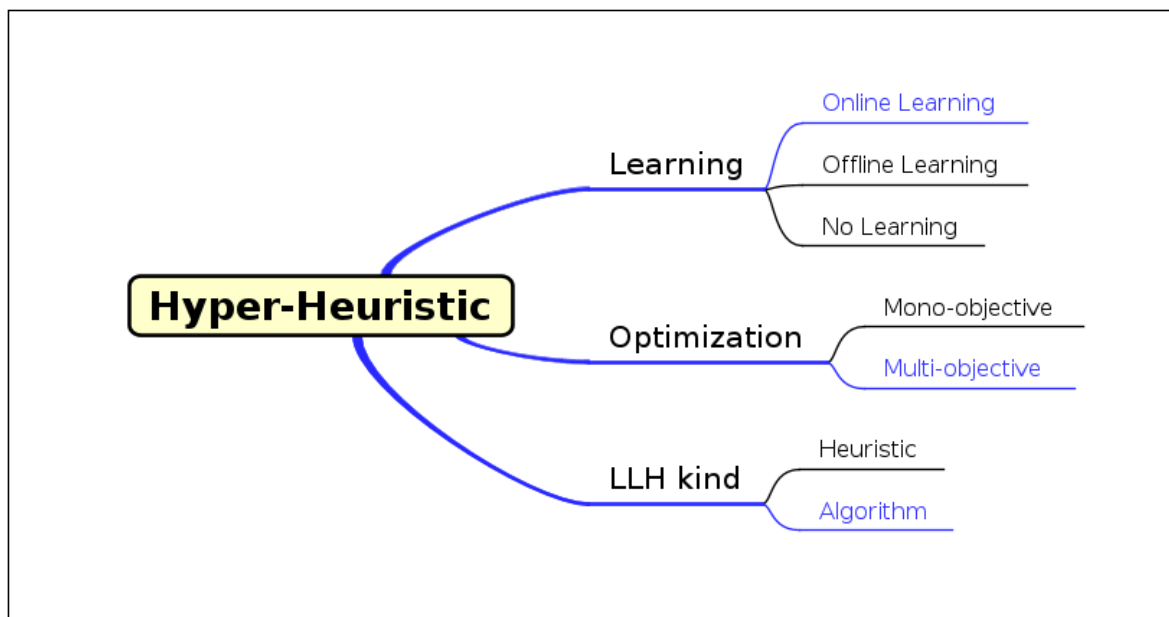 Hyper-Heuristic
Learning
Online Learning
Offline Learning
No Learning
Optimization
Mono-objective
Multi-objective
LLH kind
Heuristic
Algorithm